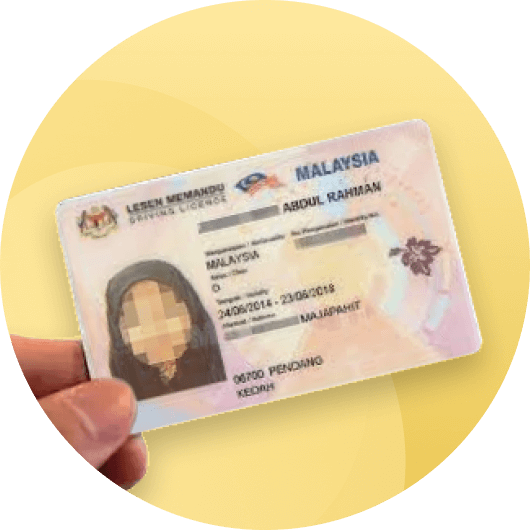 LESEN MEMANDU
DRIVING LICENCE
MALAYSIA
ABDUL RAHMAN
Warganegara / Nationality
No. Pengenalan / Identity No.
MALAYSIA
Kelas / Class
D
Tempoh / Validity
24/06/2014 - 23/06/2018
Alamat / Address
MAJAPAHIT
06700 PENDANG
KEDAH